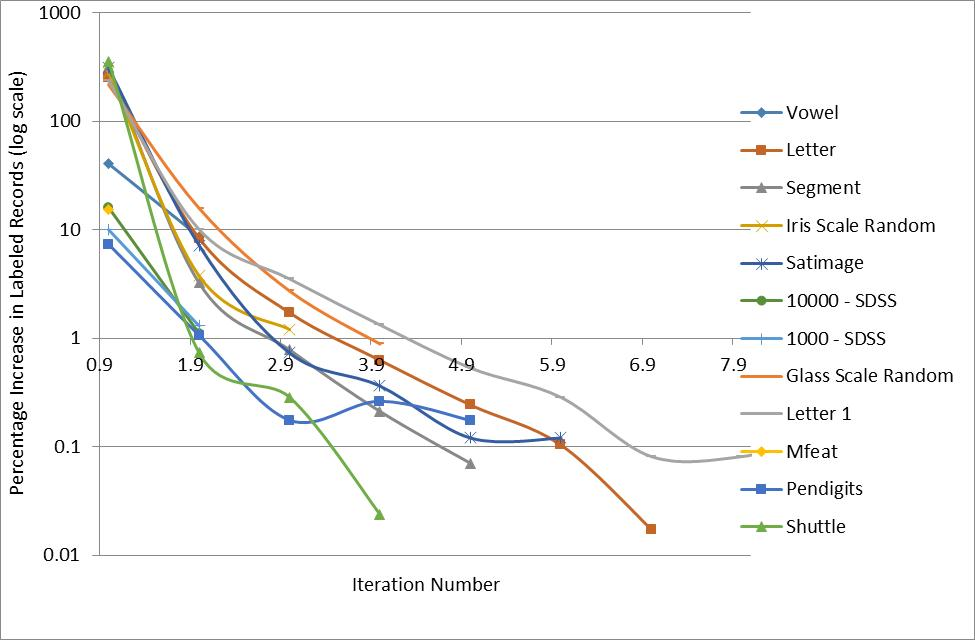 1000
100
10
1
0.1
0.01
Percentage Increase in Labeled Records (log scale)
0.9 1.9 2.9 3.9 4.9 5.9 6.9 7.9
Iteration Number
Vowel
Letter
Segment
Iris Scale Random
Satimage
10000 - SDSS
1000 - SDSS
Glass Scale Random
Letter 1
Mfeat
Pendigits
Shuttle